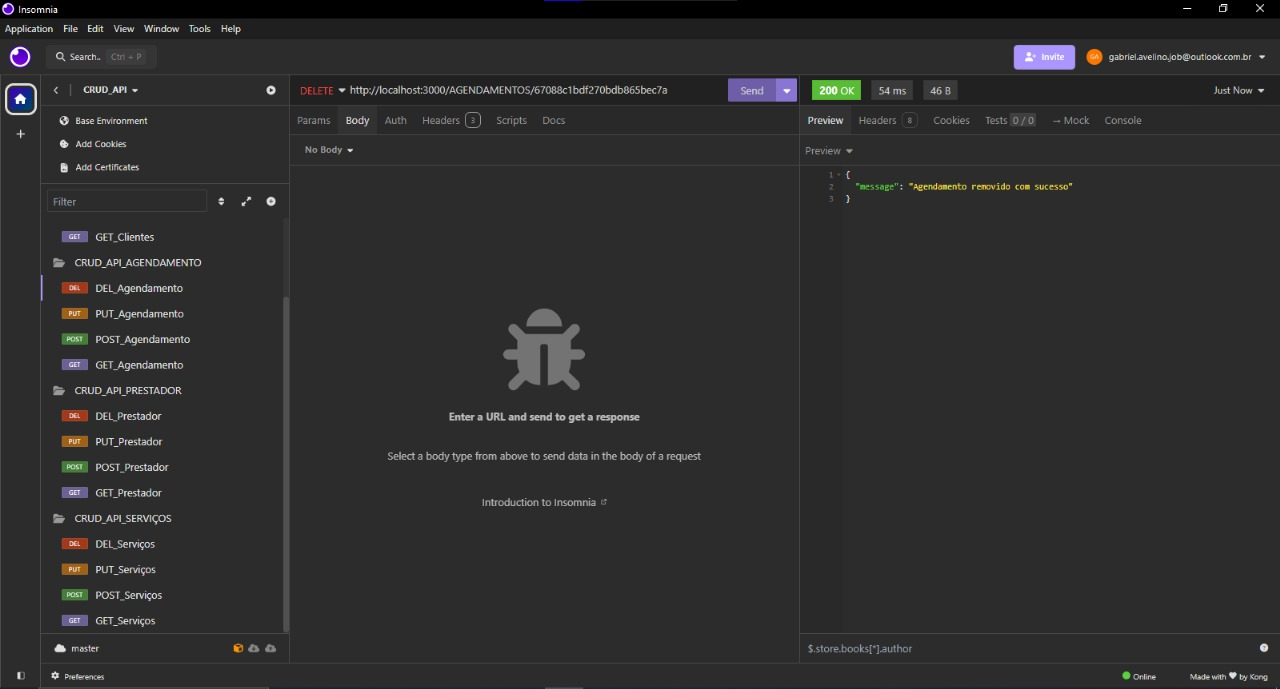 Insomnia
Application File Edit View Window Tools Help
Search.. Ctrl + P
Invite
GA gabriel.avelino.job@outlook.com.br
CRUD_API
Base Environment
Add Cookies
Add Certificates
Filter
GET GET_Clientes
CRUD_API_AGENDAMENTO
DEL DEL_Agendamento
PUT PUT_Agendamento
POST POST_Agendamento
GET GET_Agendamento
CRUD_API_PRESTADOR
DEL DEL_Prestador
PUT PUT_Prestador
POST POST_Prestador
GET GET_Prestador
CRUD_API_SERVIÇOS
DEL DEL_Serviços
PUT PUT_Serviços
POST POST_Serviços
GET GET_Serviços
master
Preferences
DELETE http://localhost:3000/AGENDAMENTOS/67088c1bdf270bdb865bec7a Send
Params Body Auth Headers 3 Scripts Docs
No Body
Enter a URL and send to get a response
Select a body type from above to send data in the body of a request
Introduction to Insomnia
200 OK 54 ms 46 B Just Now
Preview Headers 8 Cookies Tests 0 / 0 → Mock Console
Preview
1 {
2 "message": "Agendamento removido com sucesso"
3 }
$.store.books[*].author
Online Made with ♥ by Kong